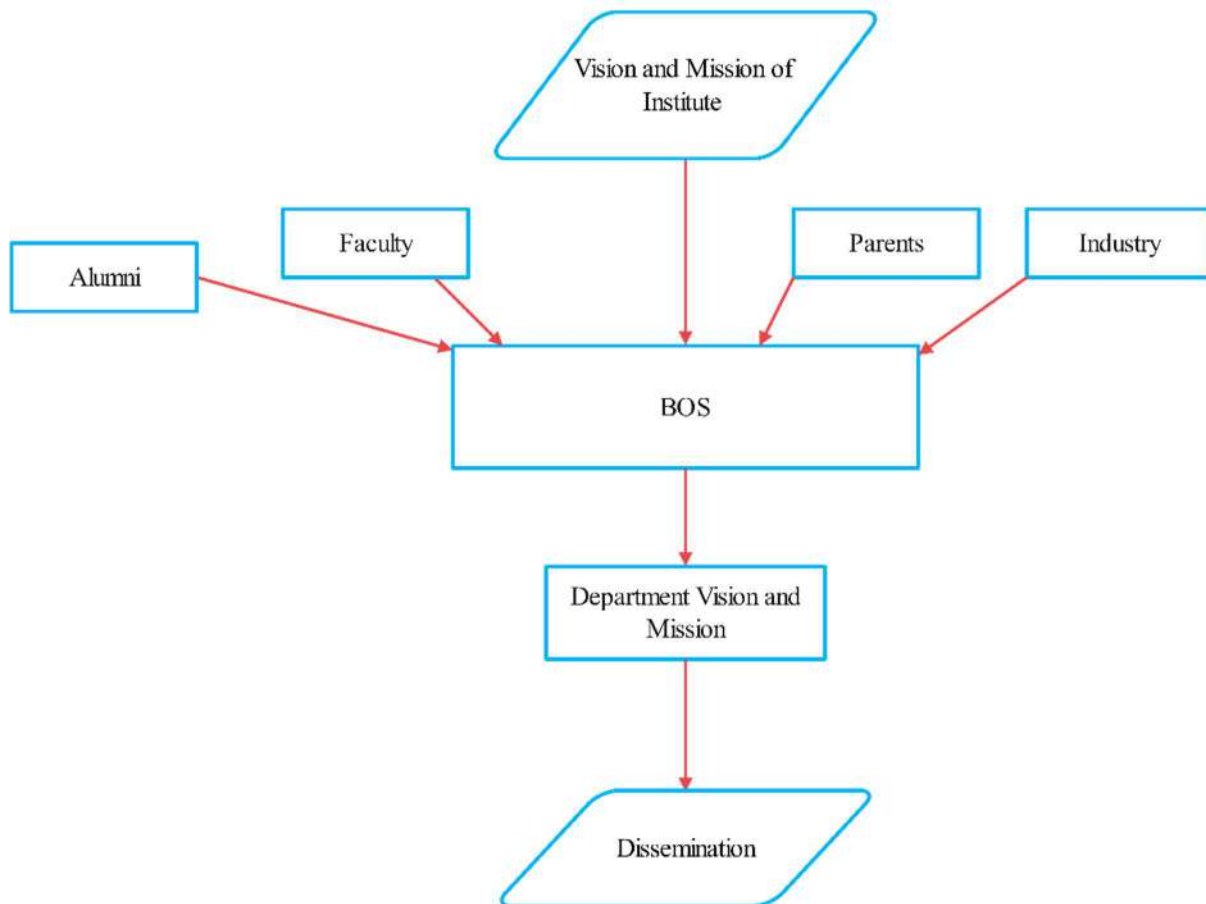 Vision and Mission of
Institute
Faculty
Parents
Industry
Alumni
BOS
Department Vision and
Mission
Dissemination